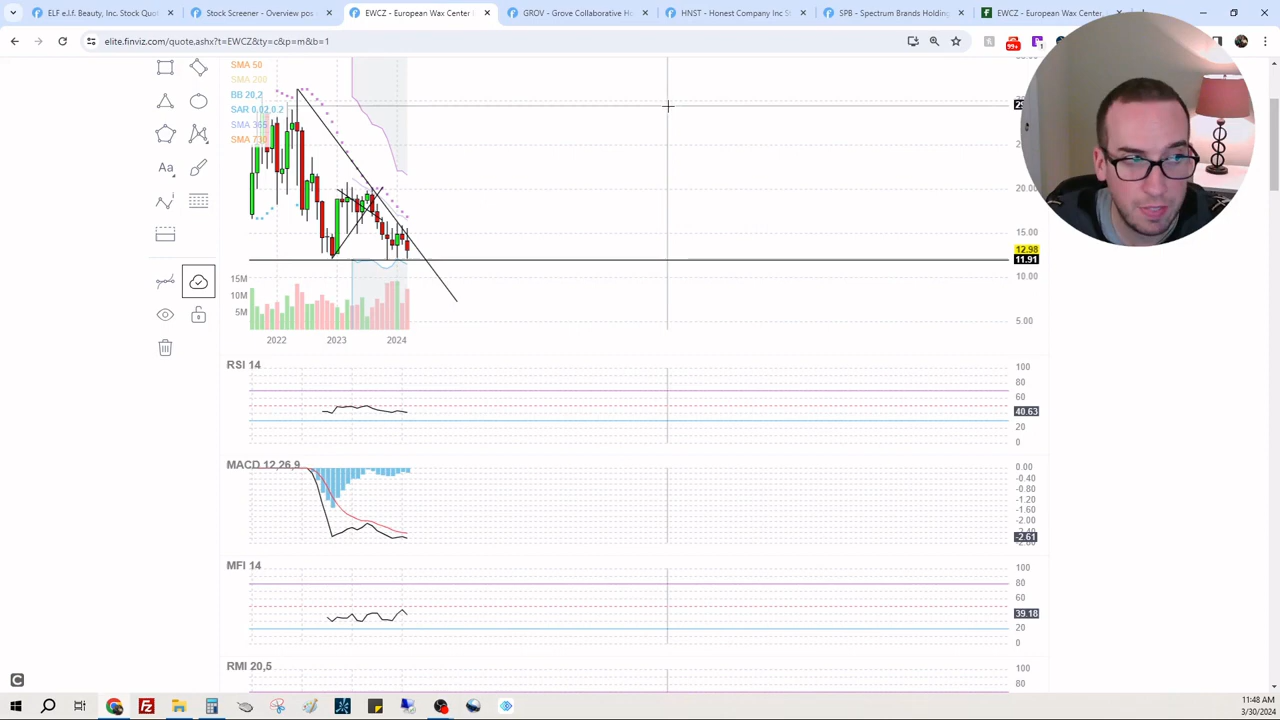 ELF e.l.f. Beauty, Inc. Stock Quot
Stock Screener - Overview pos
EWCZ - European Wax Center
GROV - Grove Collaborative H
HNST - Honest Company Inc S
SPB - Spectrum Brands Holding
EWCZ - European Wax Center
elite.finviz.com/quote.ashx?t=EWCZ&ty=c&p=m&b=1
99+
1
SMA 50
SMA 200
BB 20,2
SAR 0.02,0.2
SMA 365
SMA 730
Aa
20.00
15.00
12.98
11.91
10.00
5.00
15M
10M
5M
2022
2023
2024
RSI 14
100
80
60
40.63
20
0
MACD 12,26,9
0.00
-0.40
-0.80
-1.20
-1.60
-2.00
-2.61
MFI 14
100
80
60
39.18
20
0
RMI 20,5
100
80
C
11:48 AM
3/30/2024